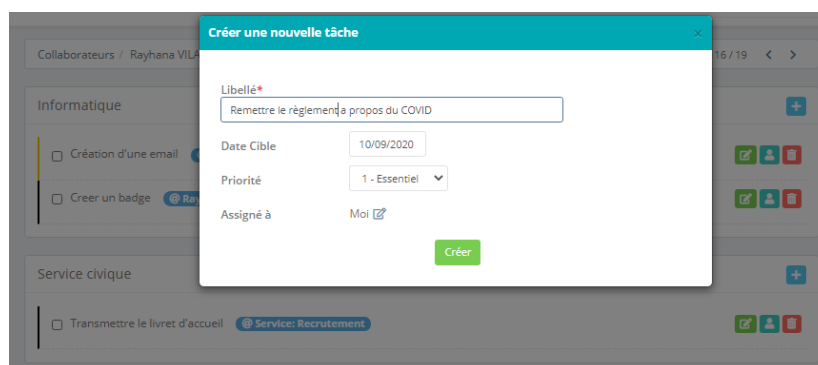 Créer une nouvelle tâche ×
Collaborateurs / Rayhana VILA
16 / 19 < >
Libellé*
Remettre le règlement a propos du COVID
Informatique
+
Date Cible 10/09/2020
Création d'une email
Priorité 1 - Essentiel
Creer un badge @ Ray
Assigné à Moi
Créer
Service civique
+
Transmettre le livret d'accueil @ Service: Recrutement